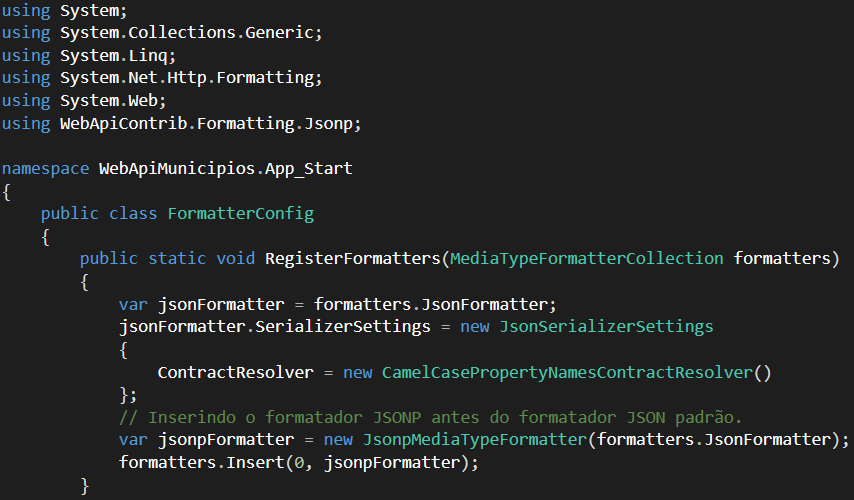 using System;
using System.Collections.Generic;
using System.Linq;
using System.Net.Http.Formatting;
using System.Web;
using WebApiContrib.Formatting.Jsonp;

namespace WebApiMunicipios.App_Start
{
    public class FormatterConfig
    {
        public static void RegisterFormatters(MediaTypeFormatterCollection formatters)
        {
            var jsonFormatter = formatters.JsonFormatter;
            jsonFormatter.SerializerSettings = new JsonSerializerSettings
            {
                ContractResolver = new CamelCasePropertyNamesContractResolver()
            };
            // Inserindo o formatador JSONP antes do formatador JSON padrão.
            var jsonpFormatter = new JsonpMediaTypeFormatter(formatters.JsonFormatter);
            formatters.Insert(0, jsonpFormatter);
        }